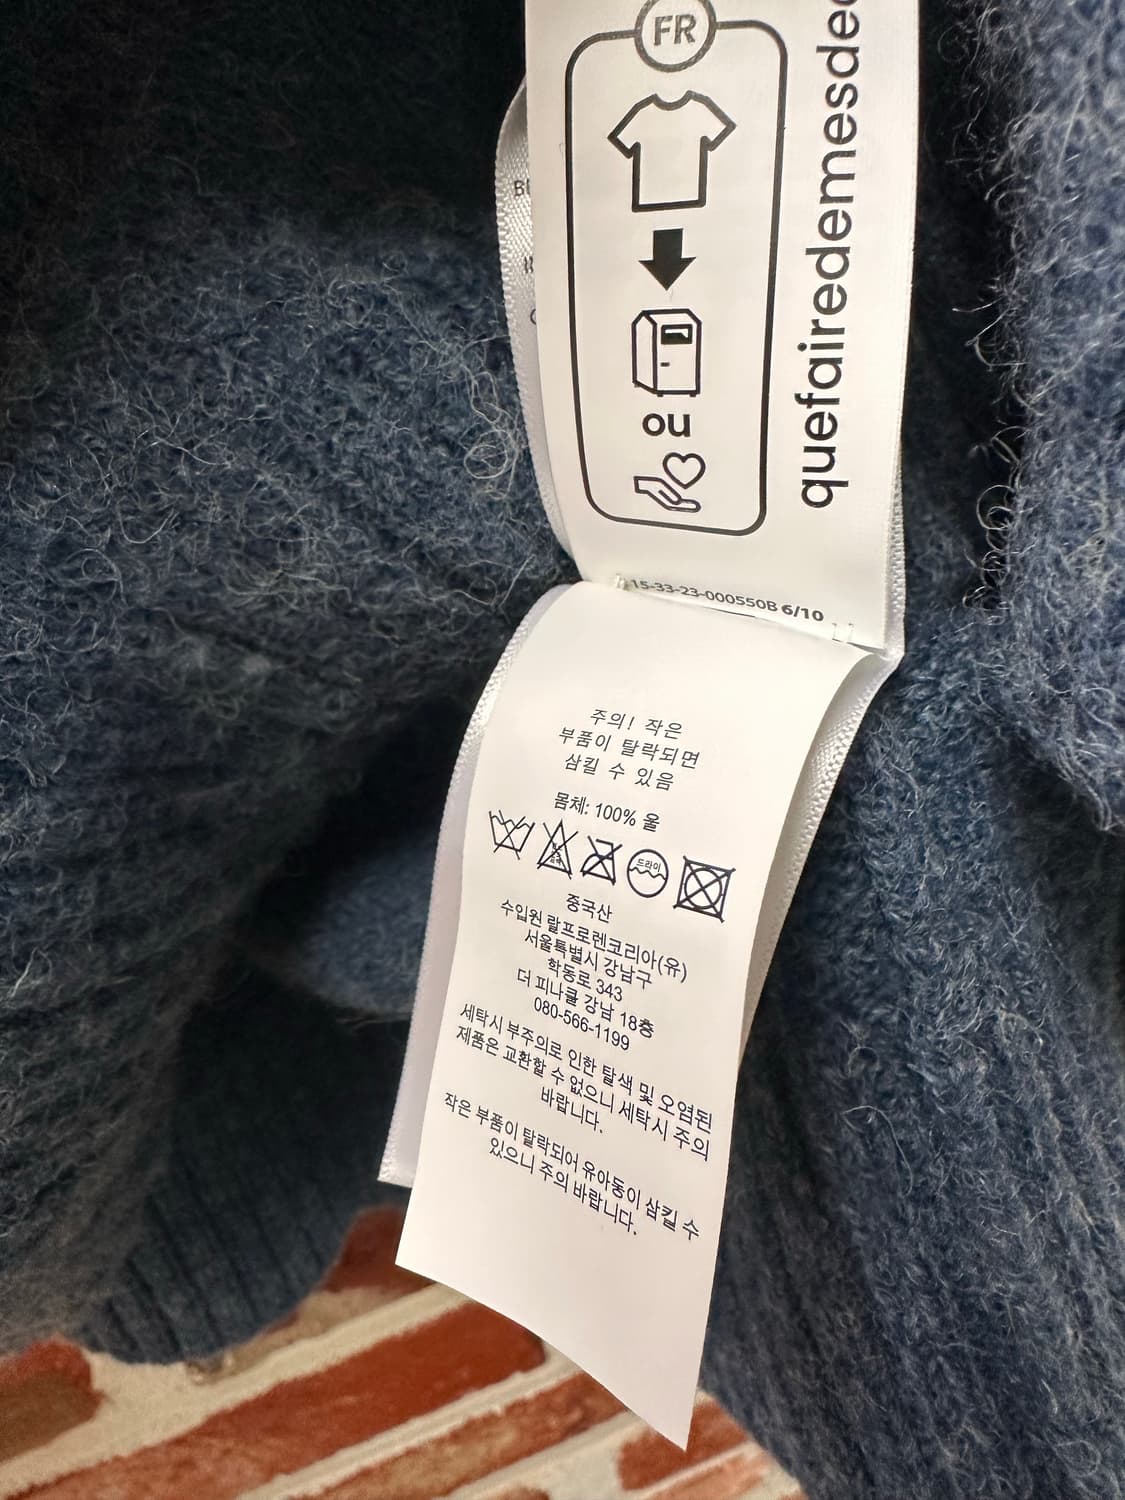 FR
ou
quefairedemesde
15-33-23-000550B 6/10
주의! 작은
부품이 탈락되면
삼킬 수 있음
몸체: 100% 울
드라이
중국산
수입원 랄프로렌코리아(유)
서울특별시 강남구
학동로 343
더 피나클 강남 18층
080-566-1199
세탁시 부주의로 인한 탈색 및 오염된
제품은 교환할 수 없으니 세탁시 주의
바랍니다.
작은 부품이 탈락되어 유아동이 삼킬 수
있으니 주의 바랍니다.